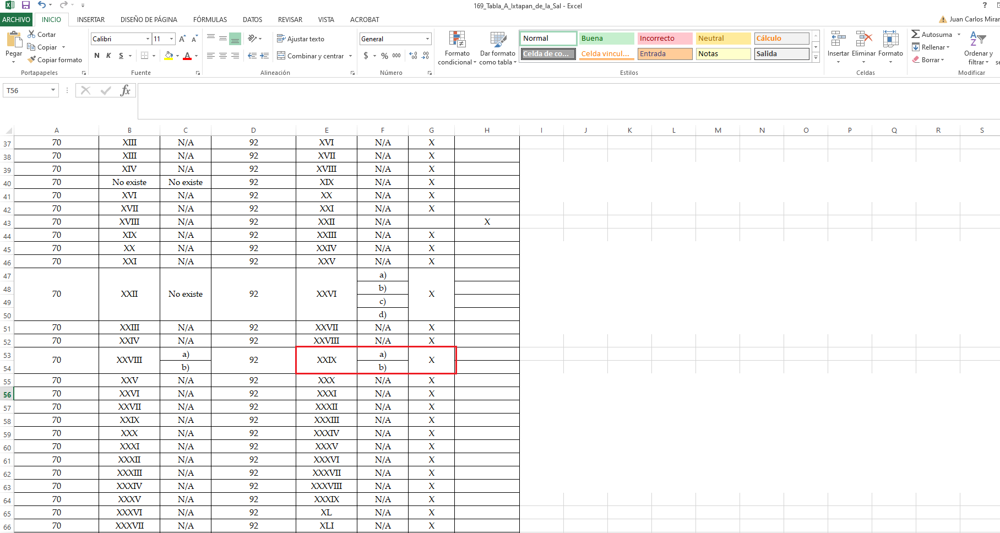 169_Tabla_A_Ixtapan_de_la_Sal - Excel ?
ARCHIVO INICIO INSERTAR DISEÑO DE PÁGINA FÓRMULAS DATOS REVISAR VISTA ACROBAT Juan Carlos Mirar
Pegar
Cortar
Copiar
Copiar formato
Portapapeles
Calibri 11
N K S
Fuente
Ajustar texto
Combinar y centrar
Alineación
General
$ % 000
Número
Formato condicional
Dar formato como tabla
Normal Buena Incorrecto Neutral Cálculo
Celda de co... Celda vincul... Entrada Notas Salida
Estilos
Insertar Eliminar Formato
Celdas
Autosuma
Rellenar
Borrar
Ordenar y filtrar
Modificar
T56 fx
A B C D E F G H I J K L M N O P Q R S
37 70 XIII N/A 92 XVI N/A X
38 70 XIII N/A 92 XVII N/A X
39 70 XIV N/A 92 XVIII N/A X
40 70 No existe No existe 92 XIX N/A X
41 70 XVI N/A 92 XX N/A X
42 70 XVII N/A 92 XXI N/A X
43 70 XVIII N/A 92 XXII N/A X
44 70 XIX N/A 92 XXIII N/A X
45 70 XX N/A 92 XXIV N/A X
46 70 XXI N/A 92 XXV N/A X
47 a)
48 b)
70 XXII No existe 92 XXVI X
49 c)
50 d)
51 70 XXIII N/A 92 XXVII N/A X
52 70 XXIV N/A 92 XXVIII N/A X
53 a) a)
70 XXVIII 92 XXIX X
54 b) b)
55 70 XXV N/A 92 XXX N/A X
56 70 XXVI N/A 92 XXXI N/A X
57 70 XXVII N/A 92 XXXII N/A X
58 70 XXIX N/A 92 XXXIII N/A X
59 70 XXX N/A 92 XXXIV N/A X
60 70 XXXI N/A 92 XXXV N/A X
61 70 XXXII N/A 92 XXXVI N/A X
62 70 XXXIII N/A 92 XXXVII N/A X
63 70 XXXIV N/A 92 XXXVIII N/A X
64 70 XXXV N/A 92 XXXIX N/A X
65 70 XXXVI N/A 92 XL N/A X
66 70 XXXVII N/A 92 XLI N/A X